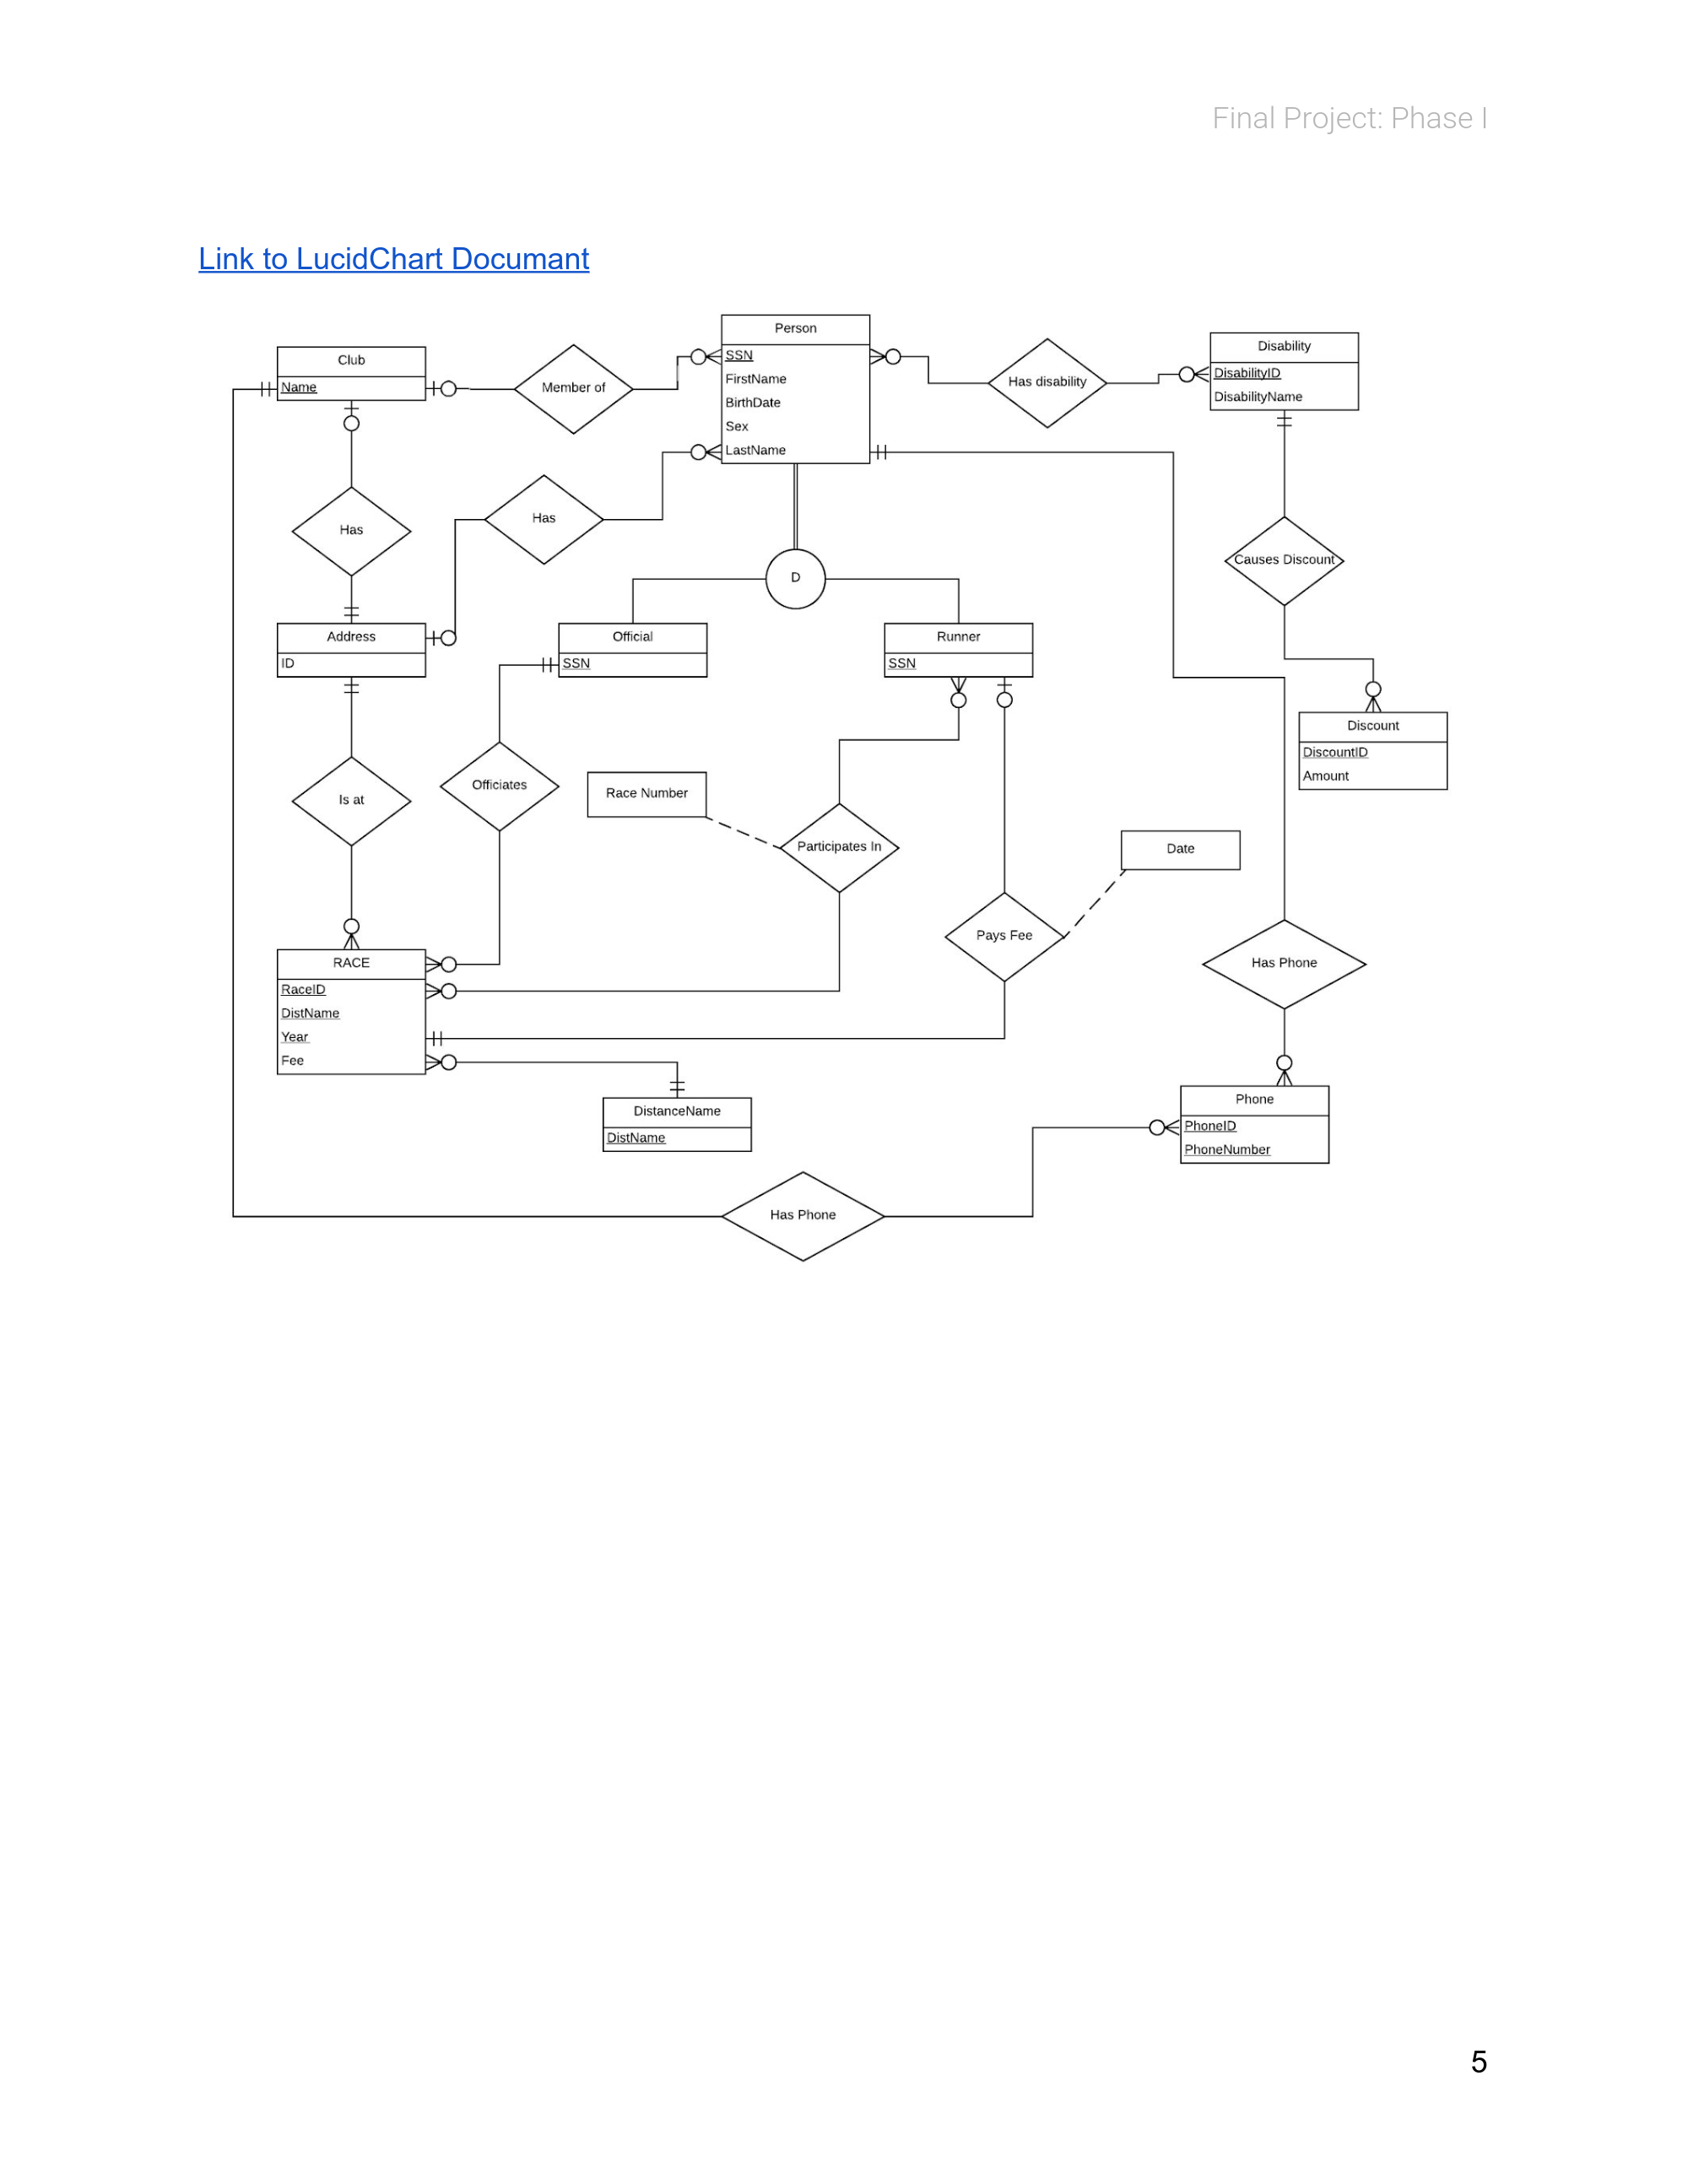 Final Project: Phase I
Link to LucidChart Documant
Person
SSN
FirstName
BirthDate
Sex
LastName
Club
Name
Member of
Has disability
Disability
DisabilityID
DisabilityName
Has
Has
Causes Discount
D
Address
ID
Official
SSN
Runner
SSN
Discount
DiscountID
Amount
Is at
Officiates
Race Number
Participates In
Date
Pays Fee
Has Phone
RACE
RaceID
DistName
Year
Fee
DistanceName
DistName
Phone
PhoneID
PhoneNumber
Has Phone
5